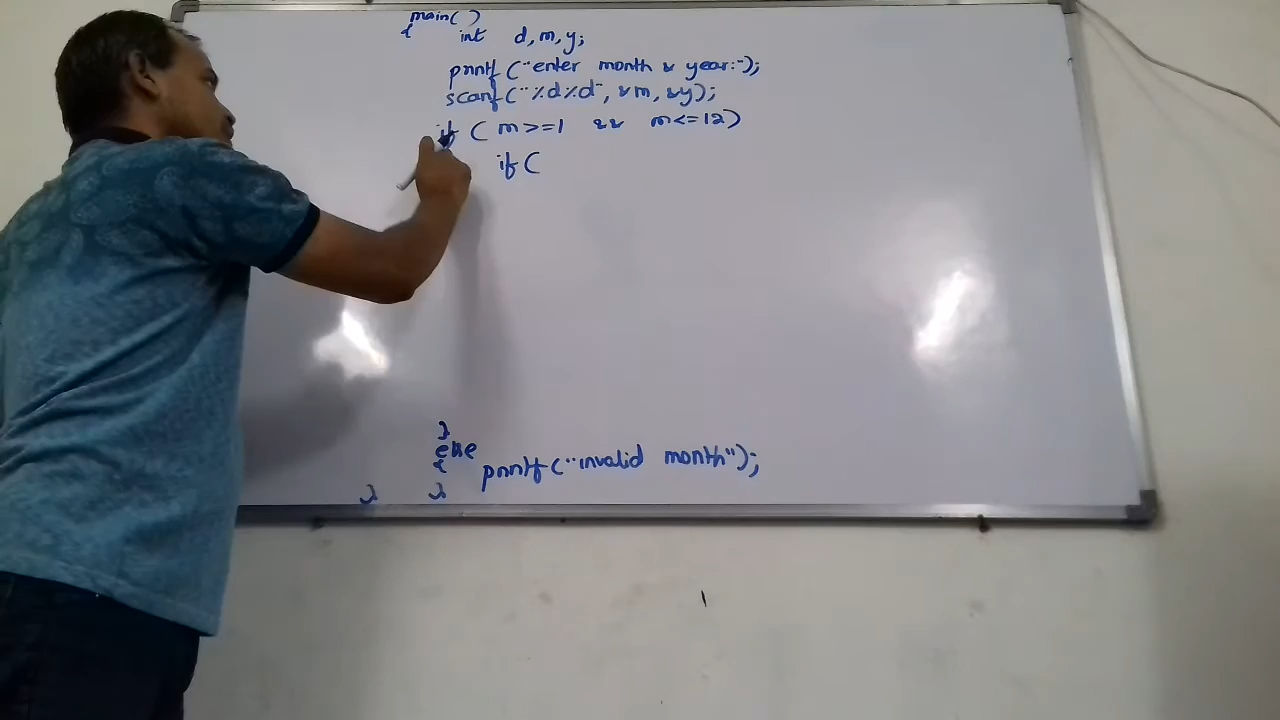 main()
{ int d,m,y;
printf("enter month & year:-");
scanf("%d%d", &m, &y);
if ( m>=1 && m<=12)
if (
}
else
{ printf("invalid month");
} }